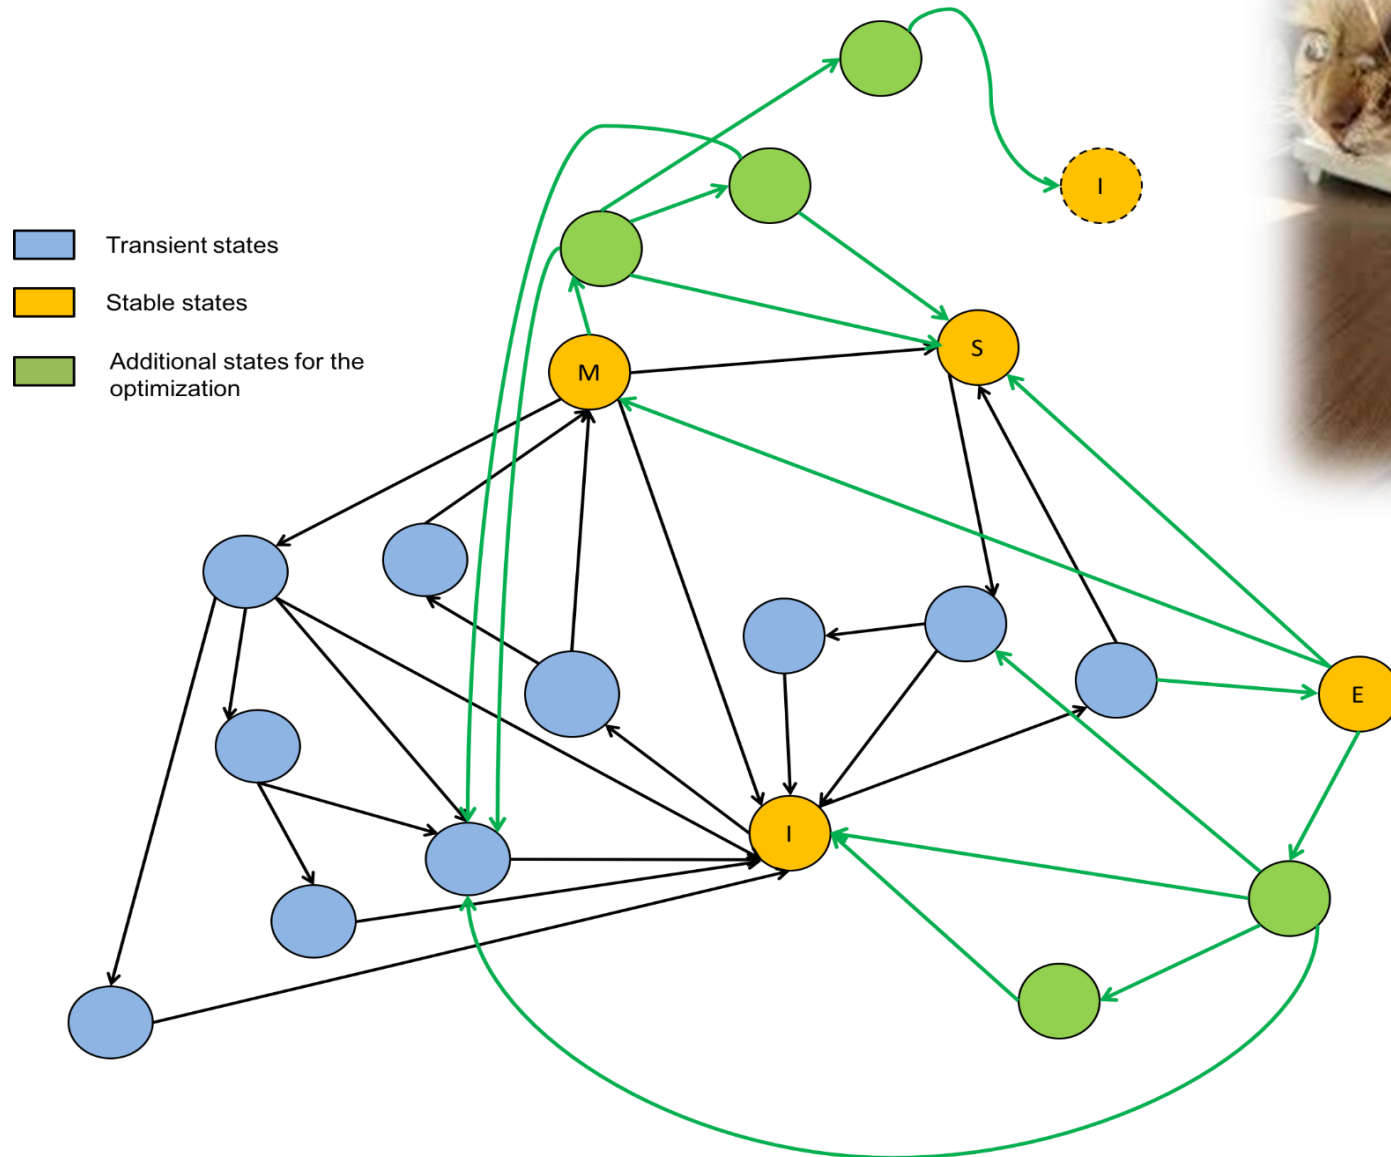 I
Transient states
Stable states
S
Additional states for the
optimization
M
E
I